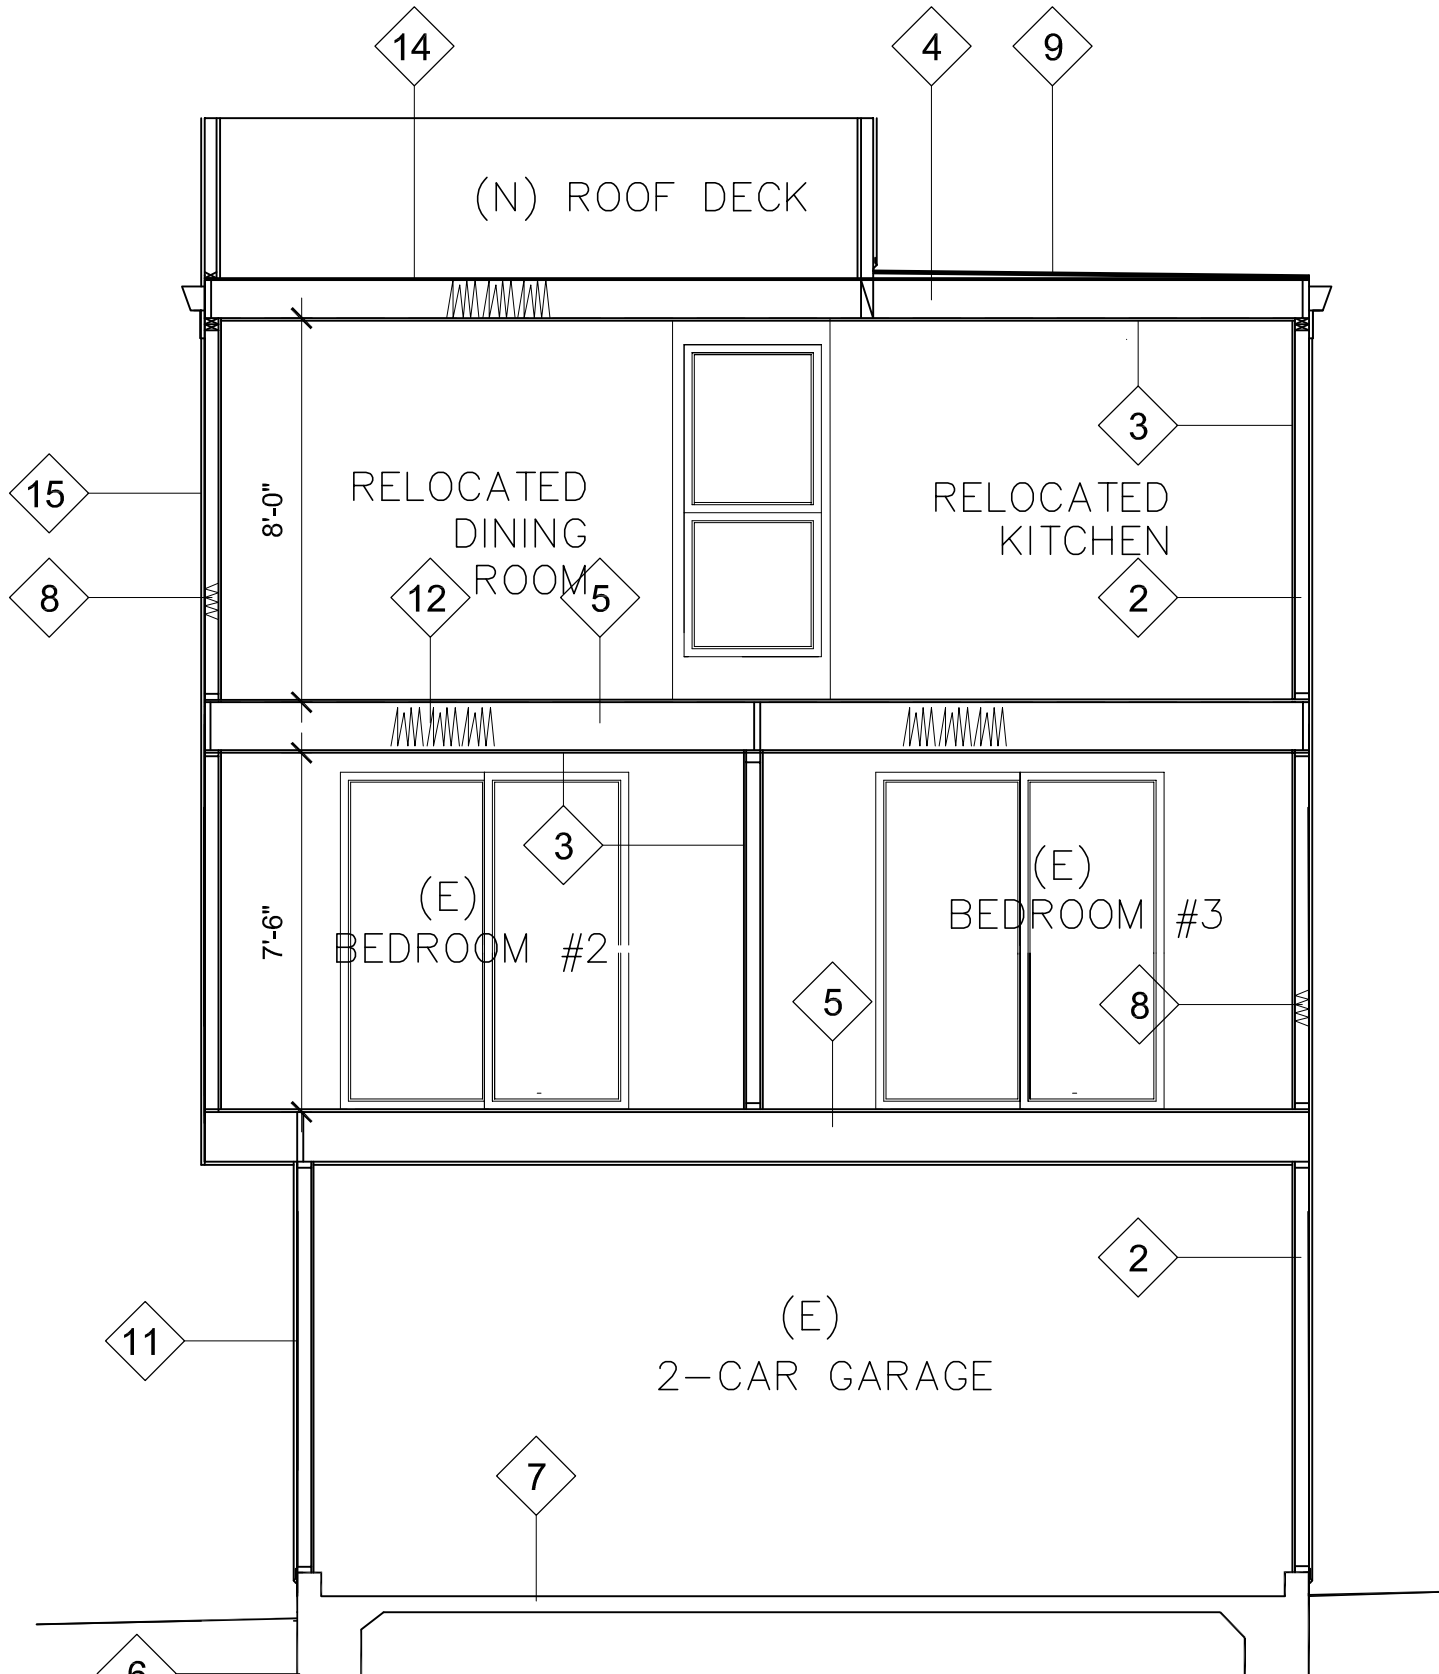 14
4
9
(N) ROOF DECK
3
15
8'-0"
RELOCATED
DINING
ROOM
RELOCATED
KITCHEN
8
12
5
2
3
(E)
BEDROOM #2
7'-6"
(E)
BEDROOM #3
5
8
2
11
(E)
2-CAR GARAGE
7
6